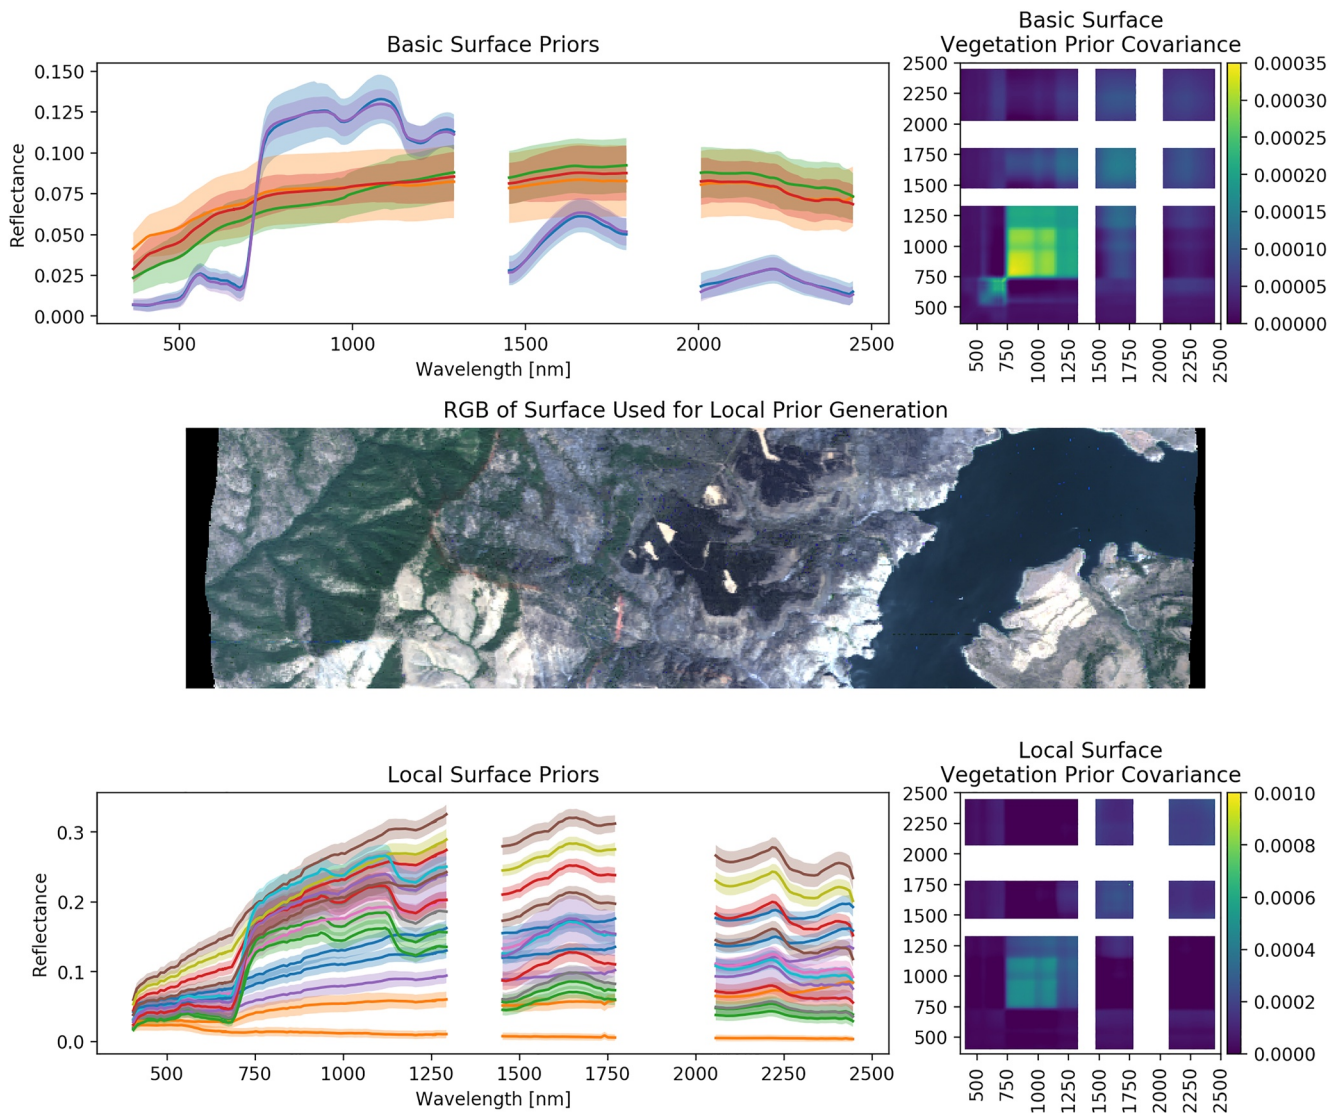 Basic Surface Priors
0.150
0.125
0.100
0.075
0.050
0.025
0.000
Reflectance
500 1000 1500 2000 2500
Wavelength [nm]
Basic Surface
Vegetation Prior Covariance
2500
2250
2000
1750
1500
1250
1000
750
500
500 750 1000 1250 1500 1750 2000 2250 2500
0.00035
0.00030
0.00025
0.00020
0.00015
0.00010
0.00005
0.00000
RGB of Surface Used for Local Prior Generation
Local Surface Priors
0.3
0.2
0.1
0.0
Reflectance
500 750 1000 1250 1500 1750 2000 2250 2500
Wavelength [nm]
Local Surface
Vegetation Prior Covariance
2500
2250
2000
1750
1500
1250
1000
750
500
500 750 1000 1250 1500 1750 2000 2250 2500
0.0010
0.0008
0.0006
0.0004
0.0002
0.0000